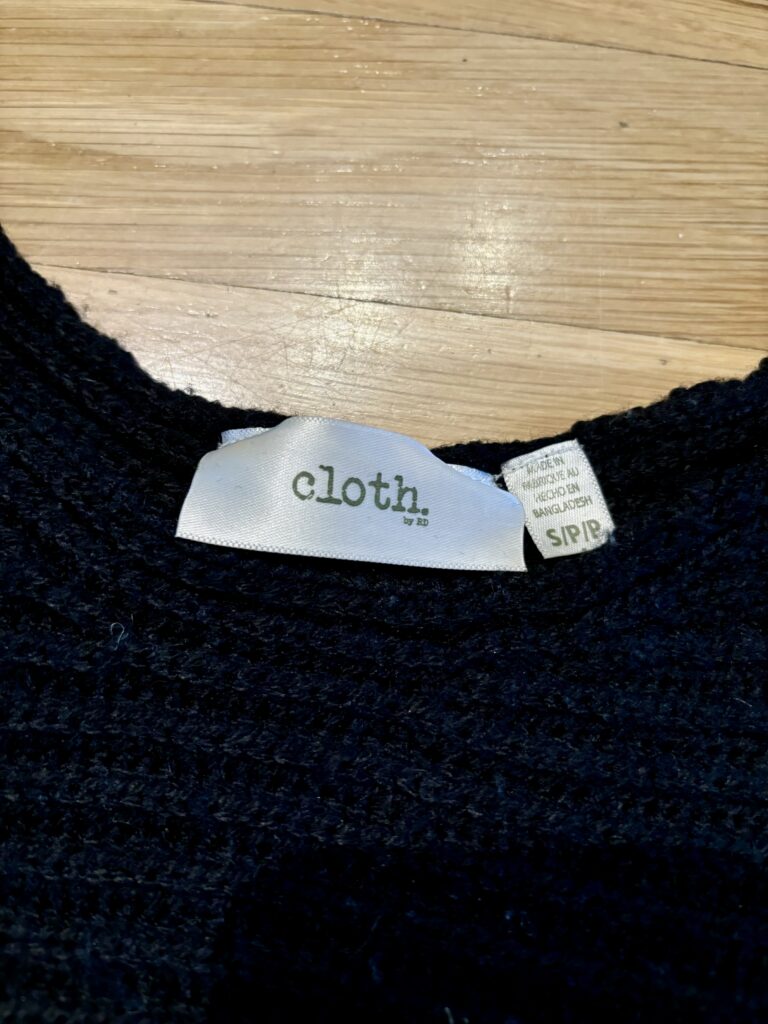 cloth.
by RD
MADE IN
FABRIQUÉ AU
HECHO EN
BANGLADESH
S/P/P